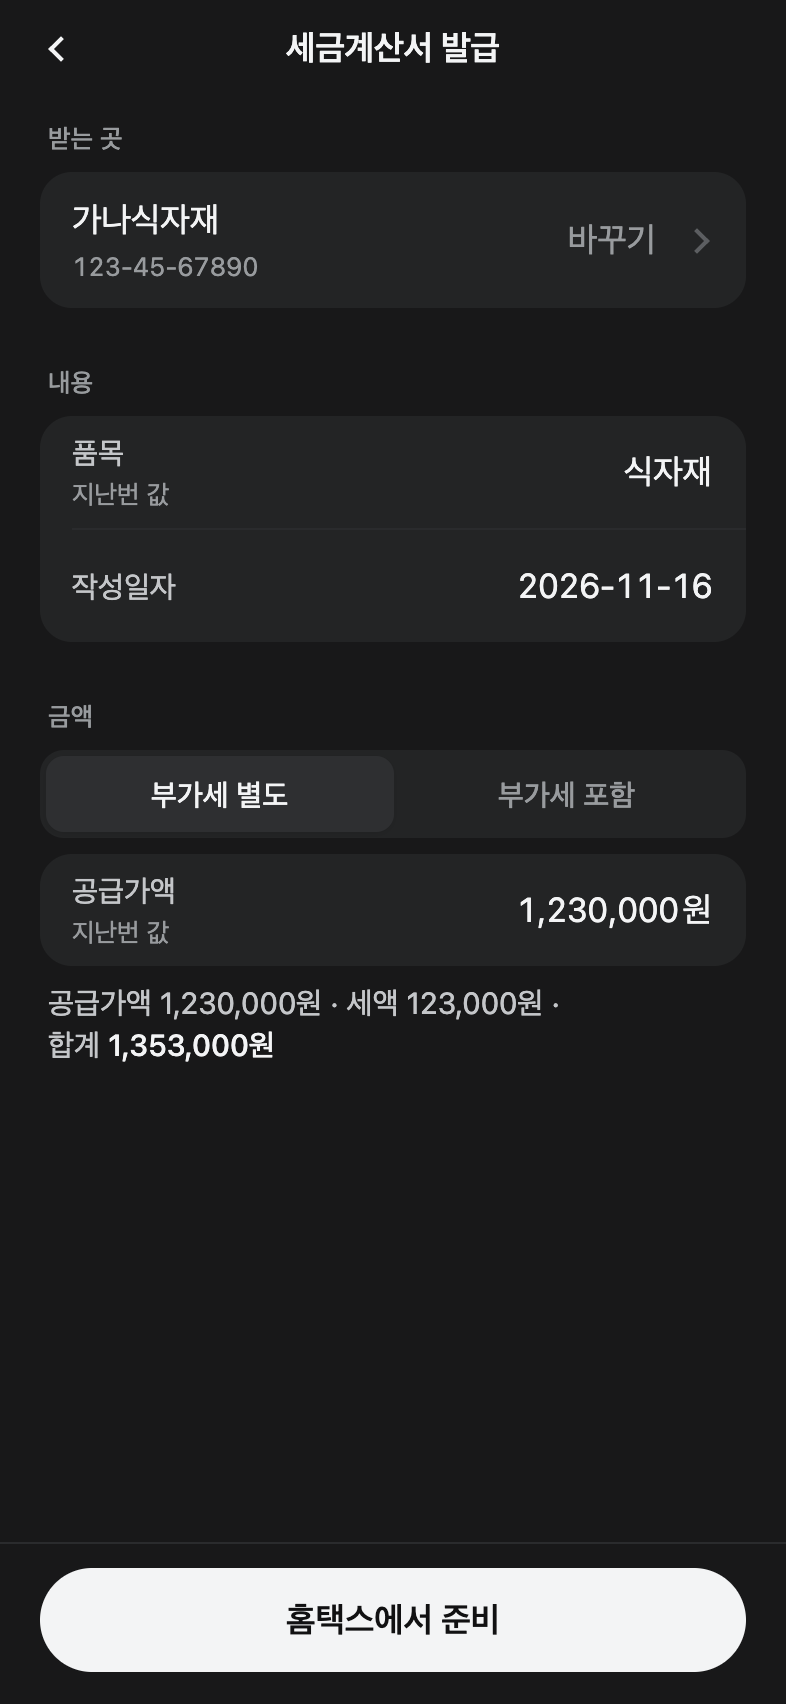 세금계산서 발급
받는 곳
가나식자재
123-45-67890
바꾸기
내용
품목
지난번 값
식자재
작성일자
2026-11-16
금액
부가세 별도
부가세 포함
공급가액
지난번 값
1,230,000원
공급가액 1,230,000원 · 세액 123,000원 ·
합계 1,353,000원
홈택스에서 준비